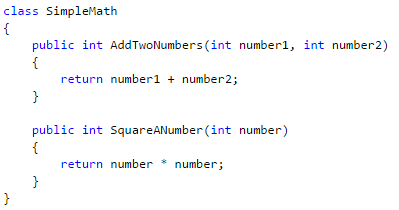 class SimpleMath
{
    public int AddTwoNumbers(int number1, int number2)
    {
        return number1 + number2;
    }

    public int SquareANumber(int number)
    {
        return number * number;
    }
}